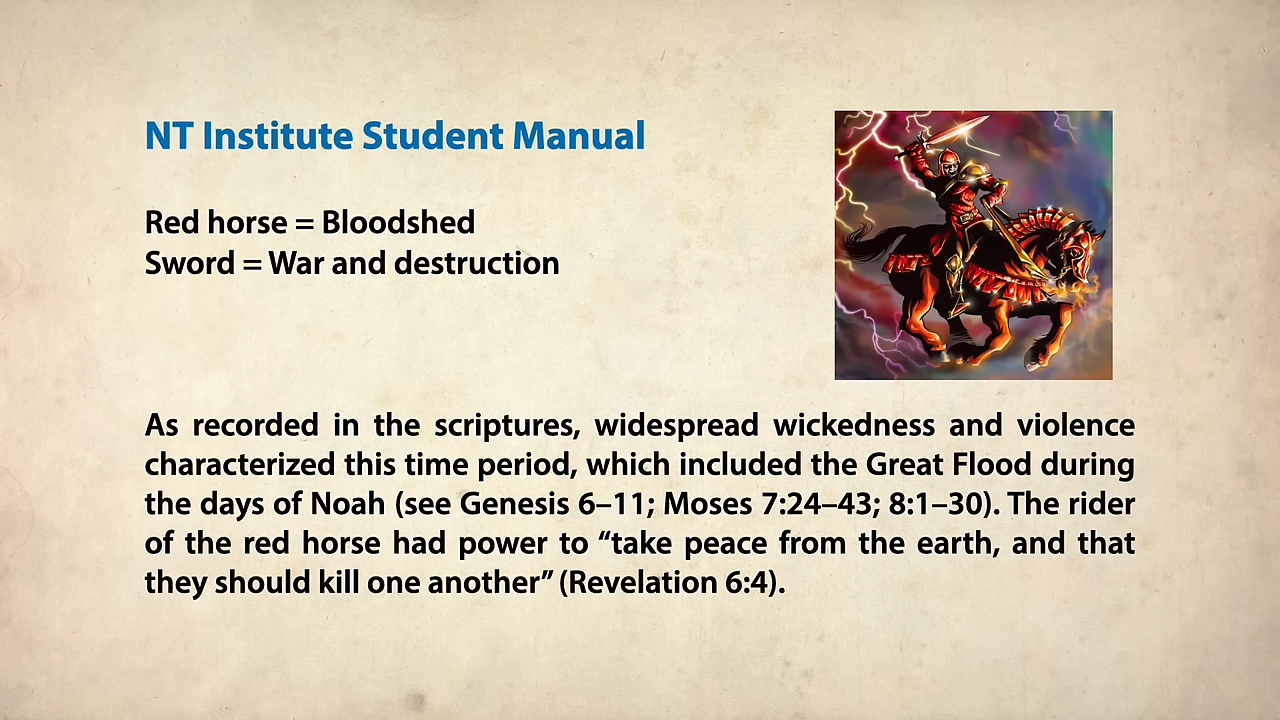 NT Institute Student Manual
Red horse = Bloodshed
Sword = War and destruction
As recorded in the scriptures, widespread wickedness and violence
characterized this time period, which included the Great Flood during
the days of Noah (see Genesis 6–11; Moses 7:24–43; 8:1–30). The rider
of the red horse had power to “take peace from the earth, and that
they should kill one another” (Revelation 6:4).